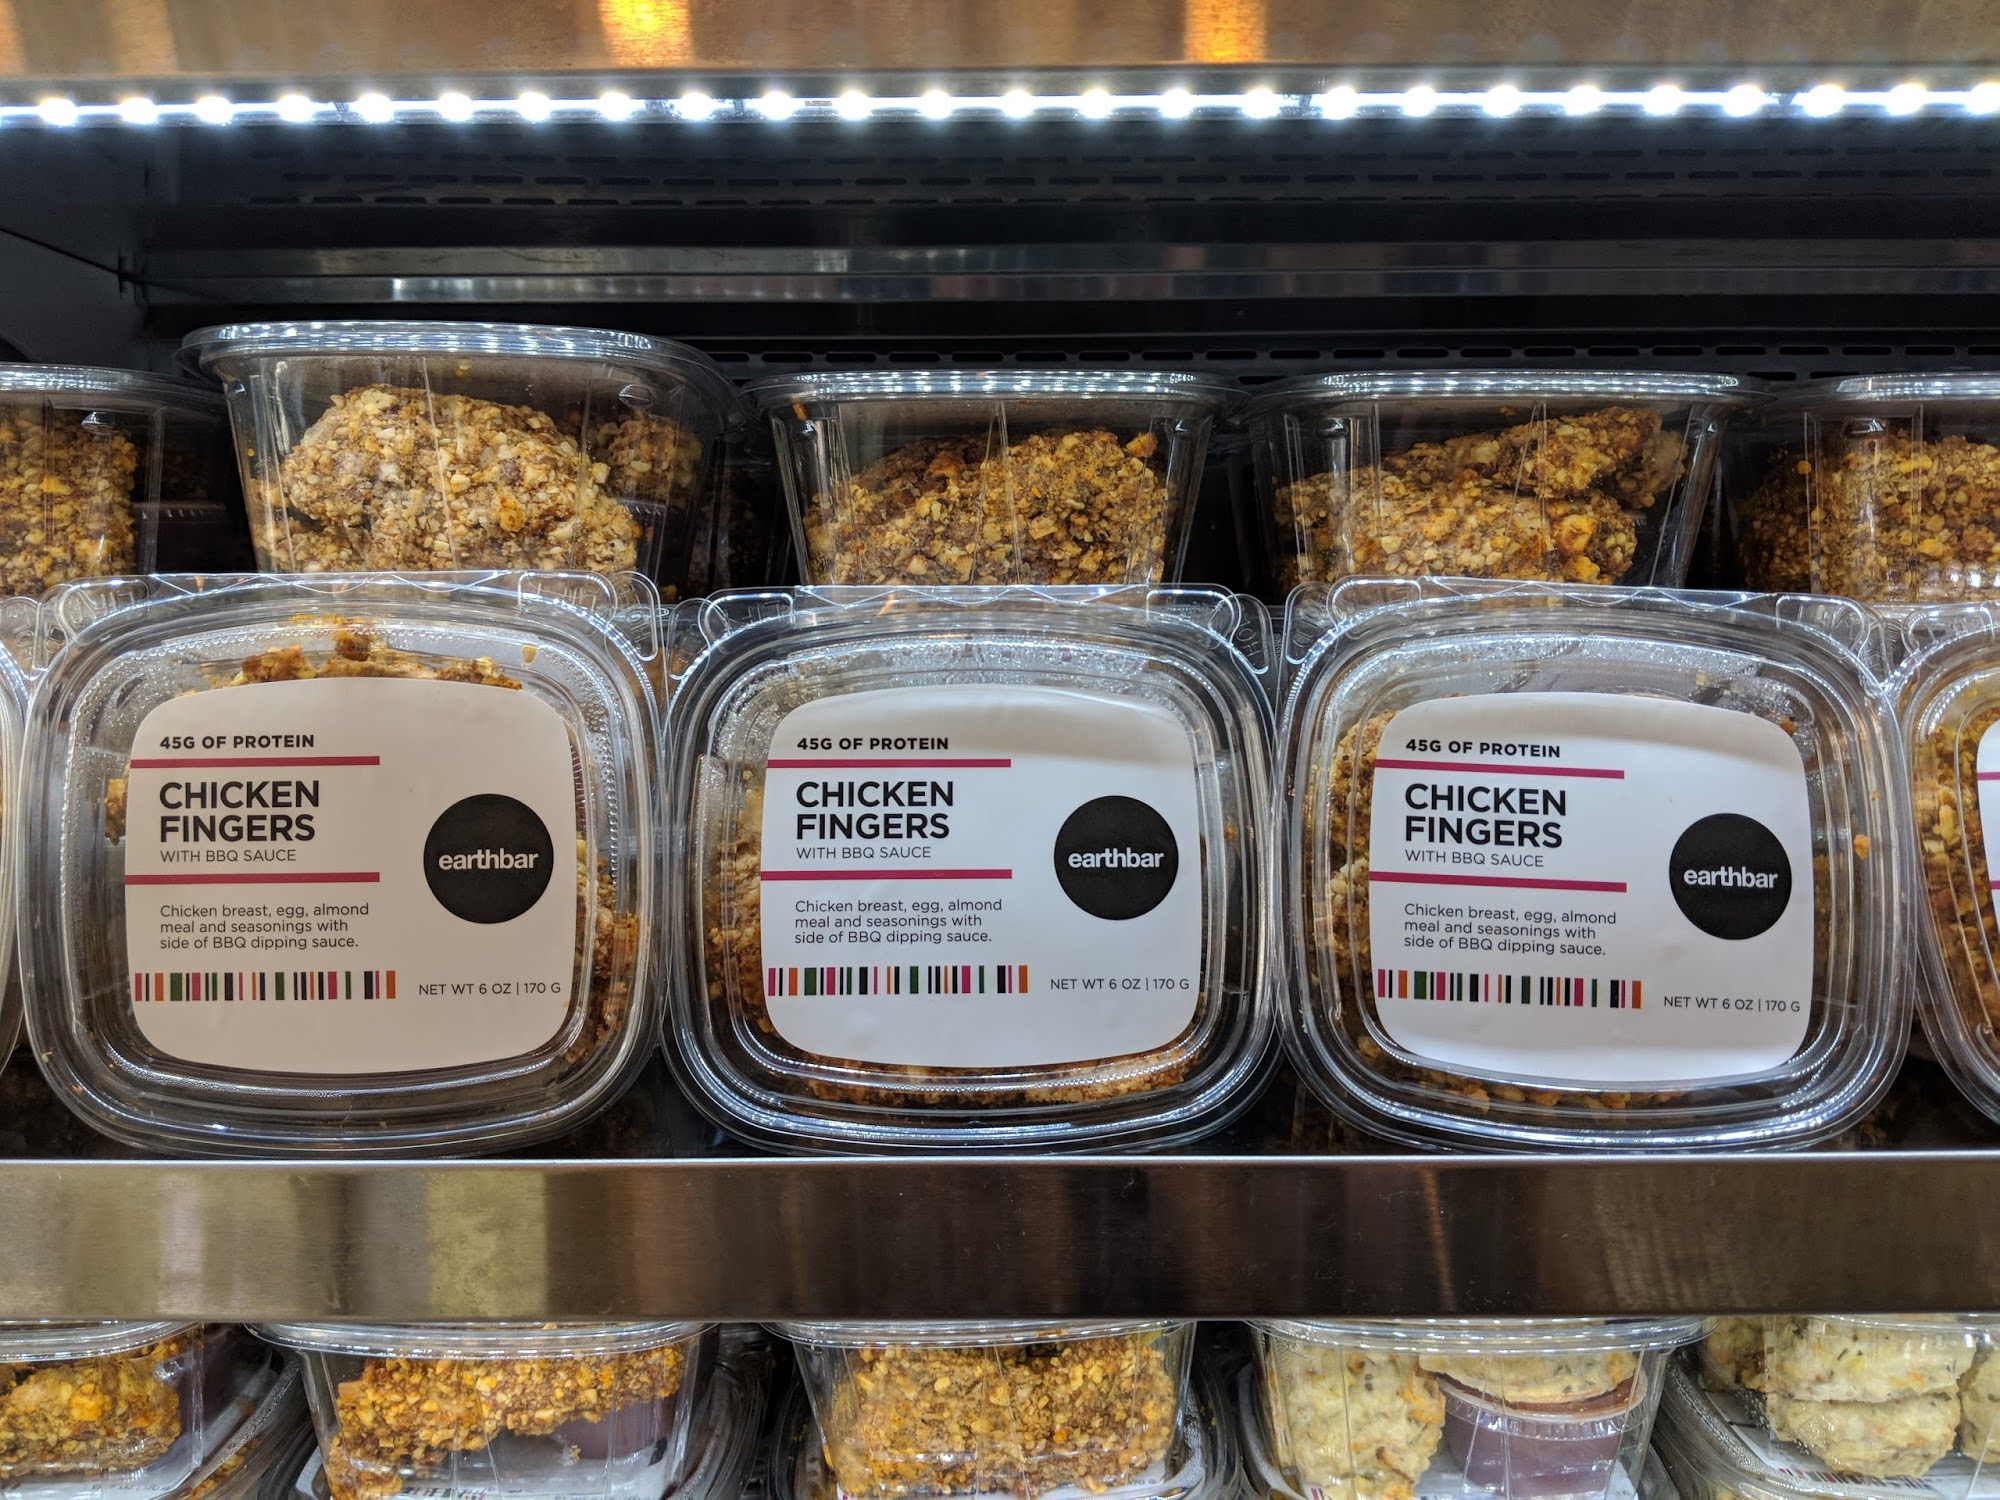 45G OF PROTEIN
CHICKEN
FINGERS
WITH BBQ SAUCE
earthbar
Chicken breast, egg, almond
meal and seasonings with
side of BBQ dipping sauce.
NET WT 6 OZ | 170 G
45G OF PROTEIN
CHICKEN
FINGERS
WITH BBQ SAUCE
earthbar
Chicken breast, egg, almond
meal and seasonings with
side of BBQ dipping sauce.
NET WT 6 OZ | 170 G
45G OF PROTEIN
CHICKEN
FINGERS
WITH BBQ SAUCE
earthbar
Chicken breast, egg, almond
meal and seasonings with
side of BBQ dipping sauce.
NET WT 6 OZ | 170 G
170 G